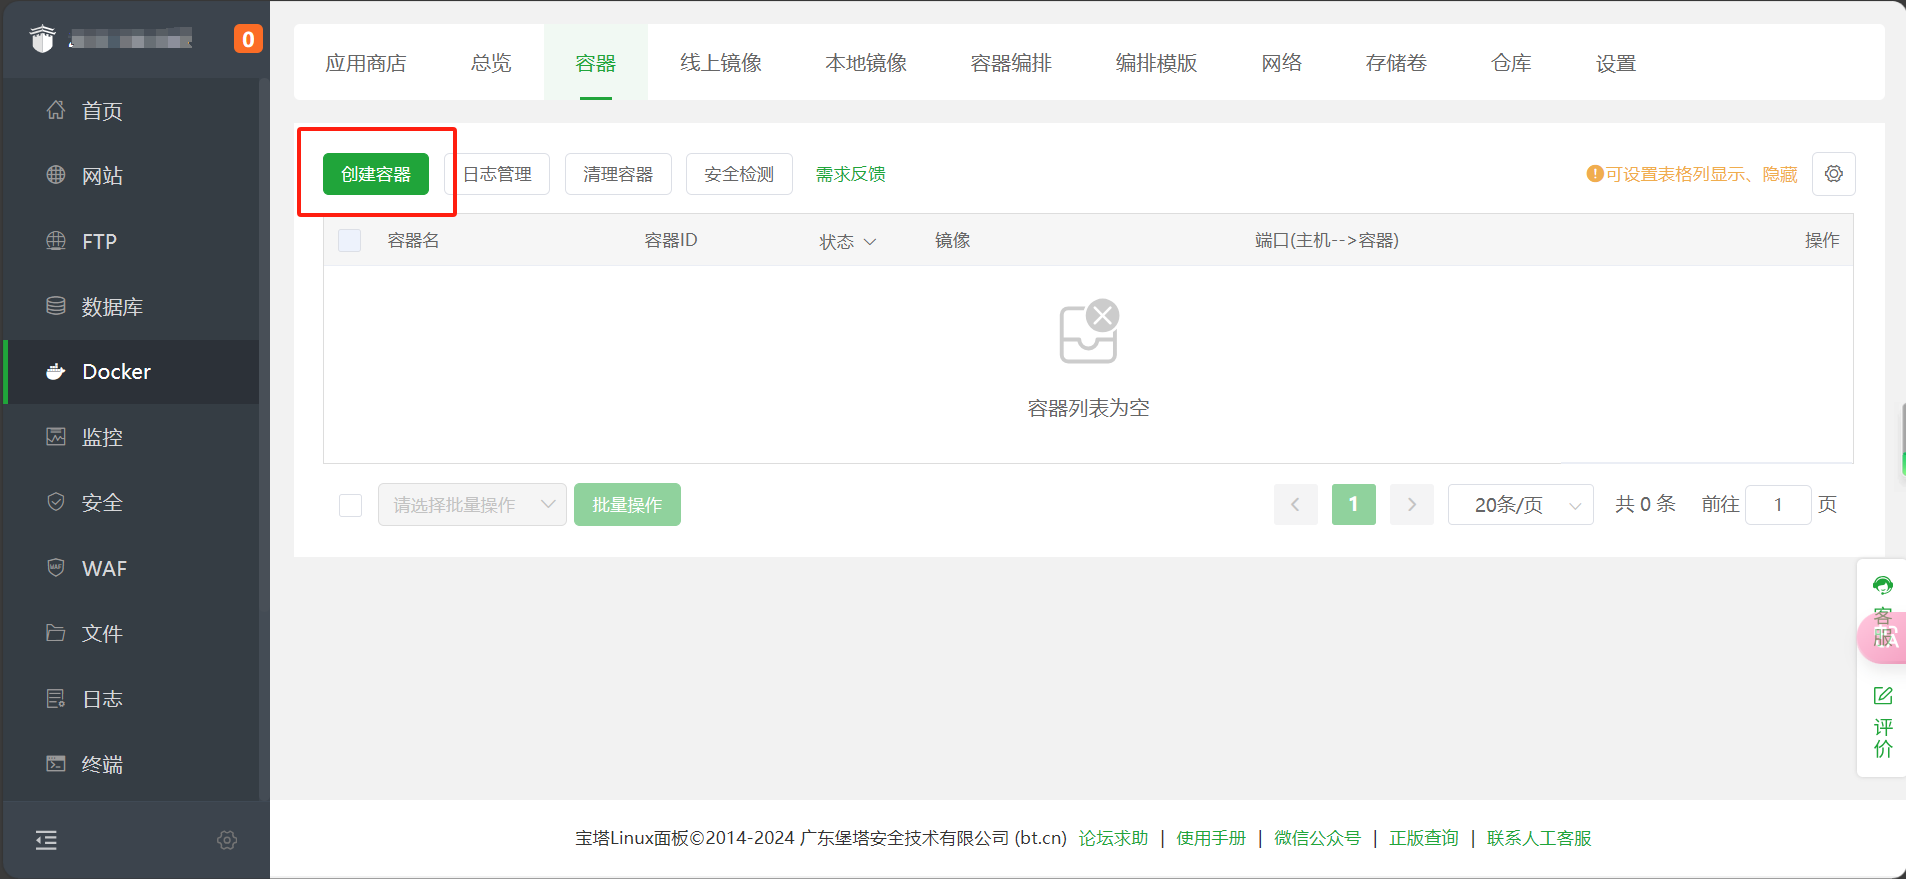 0
首页
网站
FTP
数据库
Docker
监控
安全
WAF
文件
日志
终端
应用商店 总览 容器 线上镜像 本地镜像 容器编排 编排模版 网络 存储卷 仓库 设置
创建容器 日志管理 清理容器 安全检测 需求反馈 可设置表格列显示、隐藏
容器名 容器ID 状态 镜像 端口(主机-->容器) 操作
容器列表为空
请选择批量操作 批量操作 1 20条/页 共 0 条 前往 1 页
客服
评价
宝塔Linux面板©2014-2024 广东堡塔安全技术有限公司 (bt.cn) 论坛求助 | 使用手册 | 微信公众号 | 正版查询 | 联系人工客服